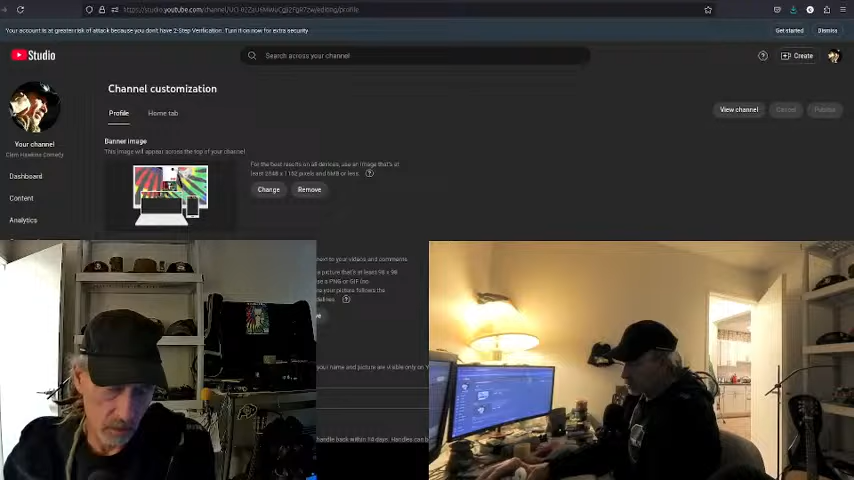 Your account is at greater risk of attack because you don't have 2-Step Verification. Turn it on now for extra security
Get started
Dismiss
Studio
Search across your channel
Create
Channel customization
Profile
Home tab
View channel
Cancel
Publish
Banner image
This image will appear across the top of your channel
For the best results on all devices, use an image that's at
least 2048 x 1152 pixels and 6MB or less.
Change
Remove
Your channel
Clem Hawkins Comedy
Dashboard
Content
Analytics
next to your videos and comments
picture that's at least 98 x 98
a PNG or GIF (no
your picture follows the
your name and picture are visible only on
handle back within 14 days. Handles can